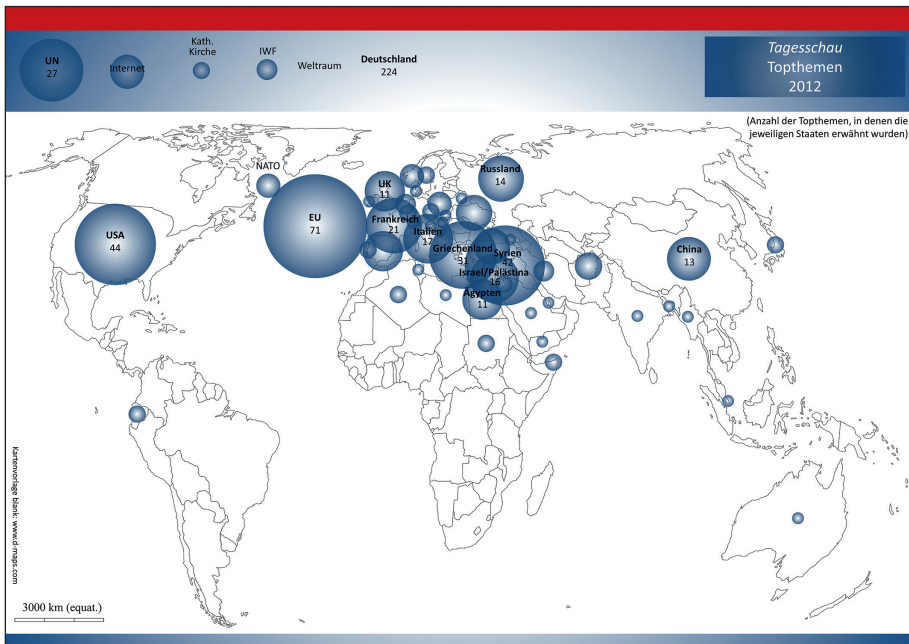 UN
27
Internet
Kath.
Kirche
IWF
Weltraum
Deutschland
224
Tagesschau
Topthemen
2012
(Anzahl der Topthemen, in denen die
jeweiligen Staaten erwähnt wurden)
NATO
EU
71
USA
44
UK
11
Russland
14
Frankreich
21
Italien
17
Griechenland
31
Syrien
42
Israel/Palästina
16
Ägypten
11
China
13
Kartenvorlage blank: www.d-maps.com
3000 km (equat.)